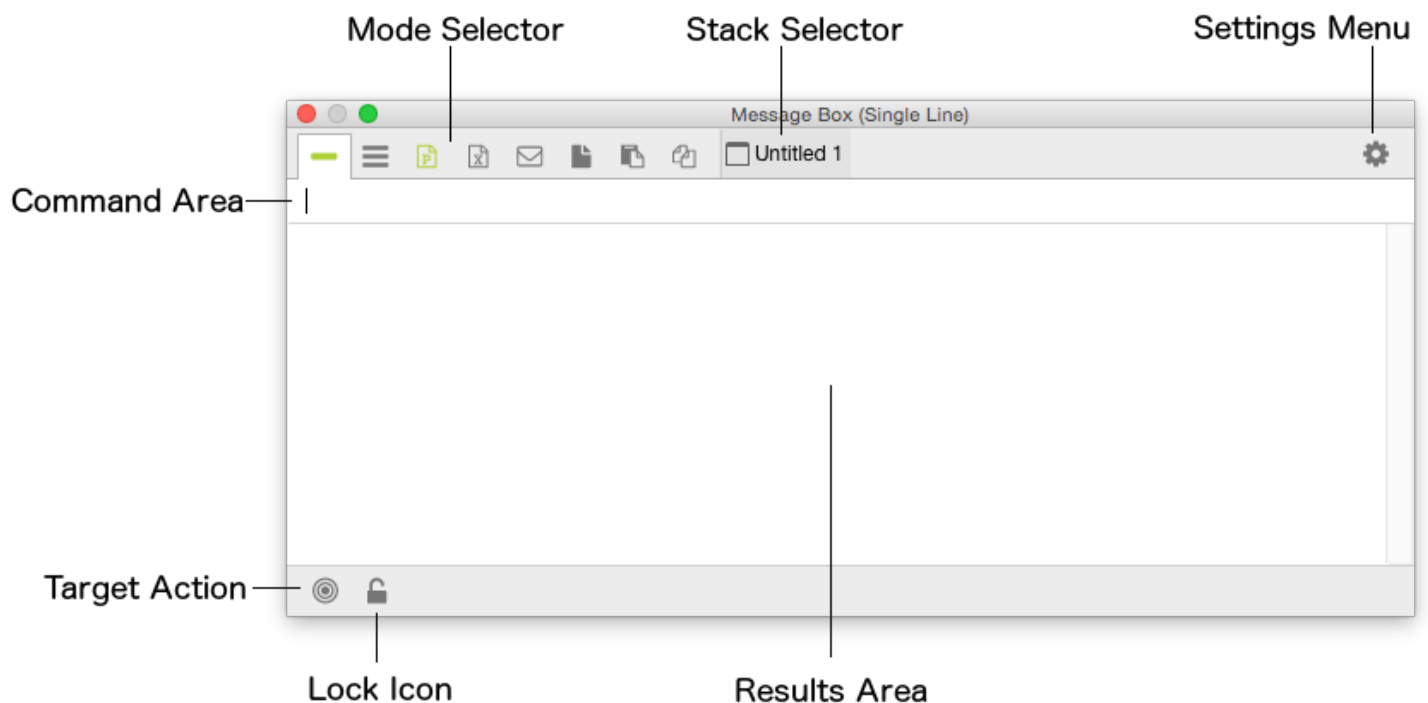 Mode Selector
Stack Selector
Settings Menu
Message Box (Single Line)
P
X
Untitled 1
Command Area
Target Action
Lock Icon
Results Area